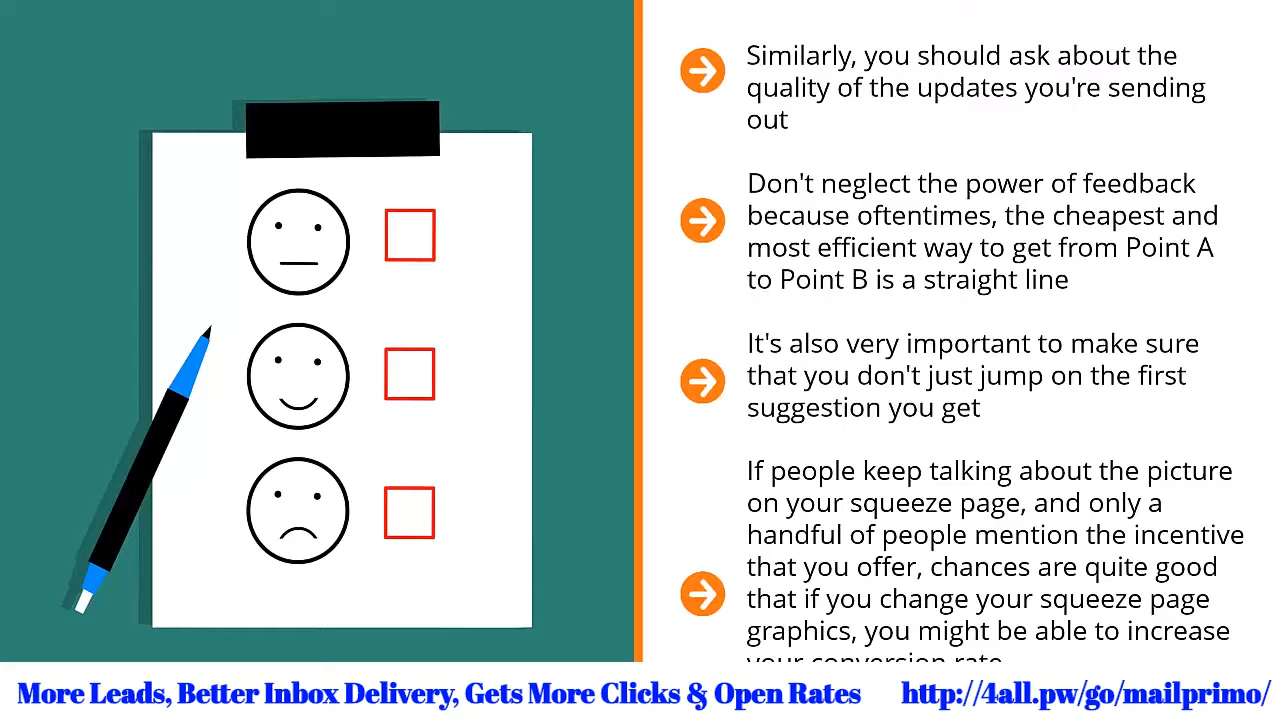 Similarly, you should ask about the
quality of the updates you're sending
out
Don't neglect the power of feedback
because oftentimes, the cheapest and
most efficient way to get from Point A
to Point B is a straight line
It's also very important to make sure
that you don't just jump on the first
suggestion you get
If people keep talking about the picture
on your squeeze page, and only a
handful of people mention the incentive
that you offer, chances are quite good
that if you change your squeeze page
graphics, you might be able to increase
your conversion rate
More Leads, Better Inbox Delivery, Gets More Clicks & Open Rates http://4all.pw/go/mailprimo/